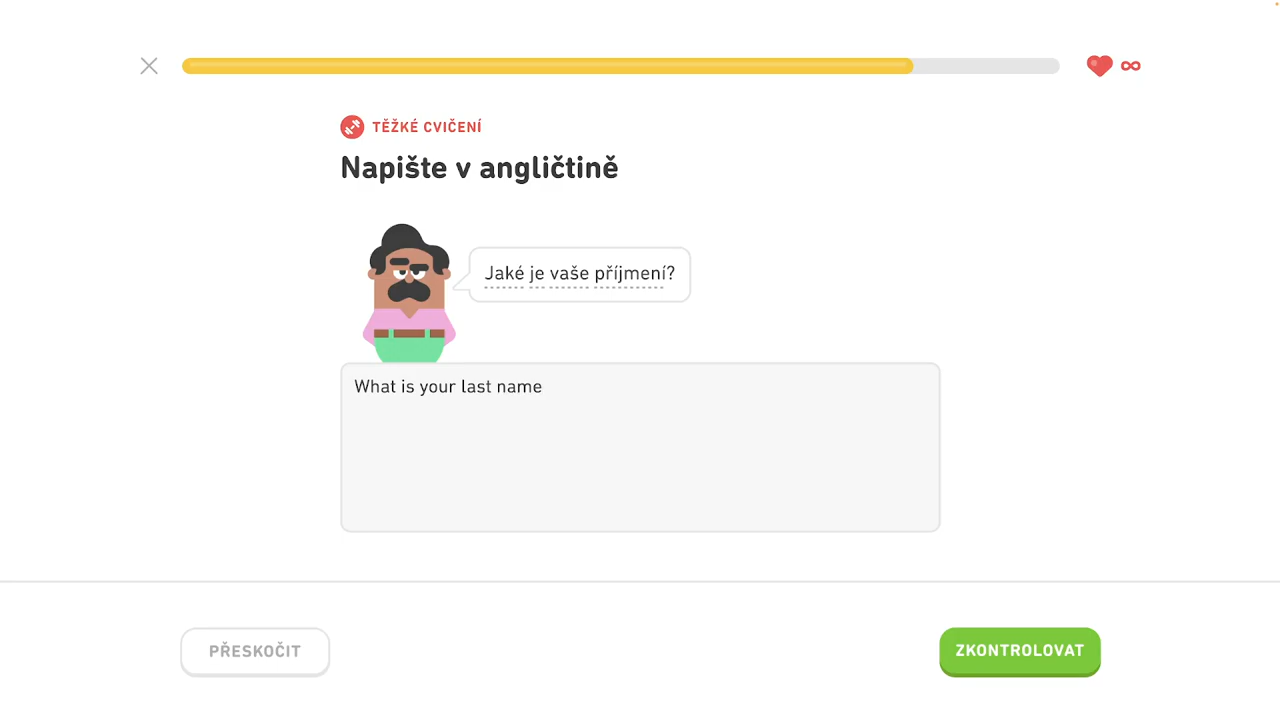 TĚŽKÉ CVIČENÍ
Napište v angličtině
Jaké je vaše příjmení?
What is your last name
PŘESKOČIT
ZKONTROLOVAT